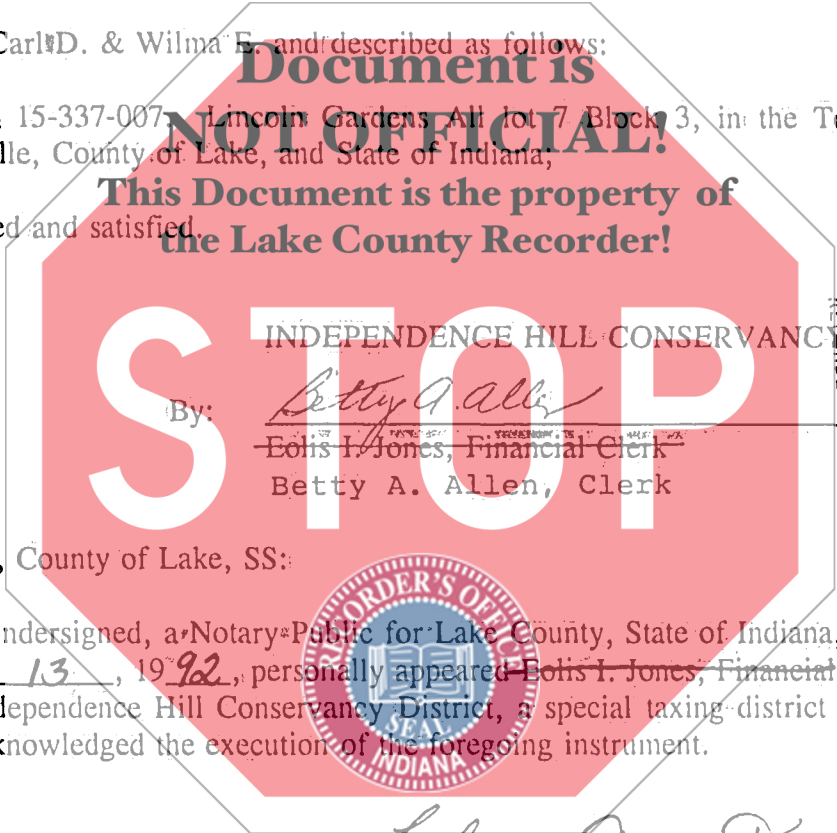 Carl D. & Wilma E. and described as follows:
Document is
15-337-007 Lincoln Gardens All lot 7 Block 3, in the T
NOT OFFICIAL!
lle, County of Lake, and State of Indiana;
This Document is the property of
ed and satisfied.
the Lake County Recorder!
STOP
INDEPENDENCE HILL CONSERVANCY
By: Betty A. Allen
Eolis I. Jones, Financial Clerk
Betty A. Allen, Clerk
, County of Lake, SS:
ndersigned, a Notary Public for Lake County, State of Indiana,
13, 1992, personally appeared Eolis I. Jones, Financial
dependence Hill Conservancy District, a special taxing district
knowledged the execution of the foregoing instrument.
RECORDER'S OFFICE
SEAL
INDIANA